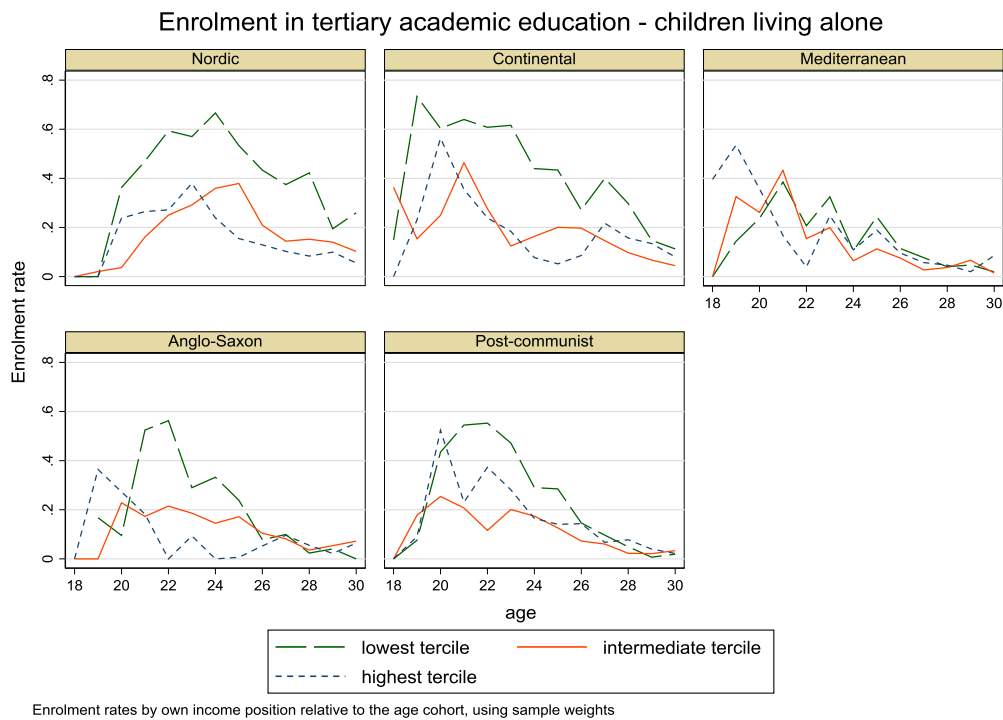 Enrolment in tertiary academic education - children living alone
Nordic
Continental
Mediterranean
.8
.6
.4
.2
0
18 20 22 24 26 28 30
Enrolment rate
Anglo-Saxon
Post-communist
.8
.6
.4
.2
0
18 20 22 24 26 28 30
18 20 22 24 26 28 30
age
lowest tercile
intermediate tercile
highest tercile
Enrolment rates by own income position relative to the age cohort, using sample weights